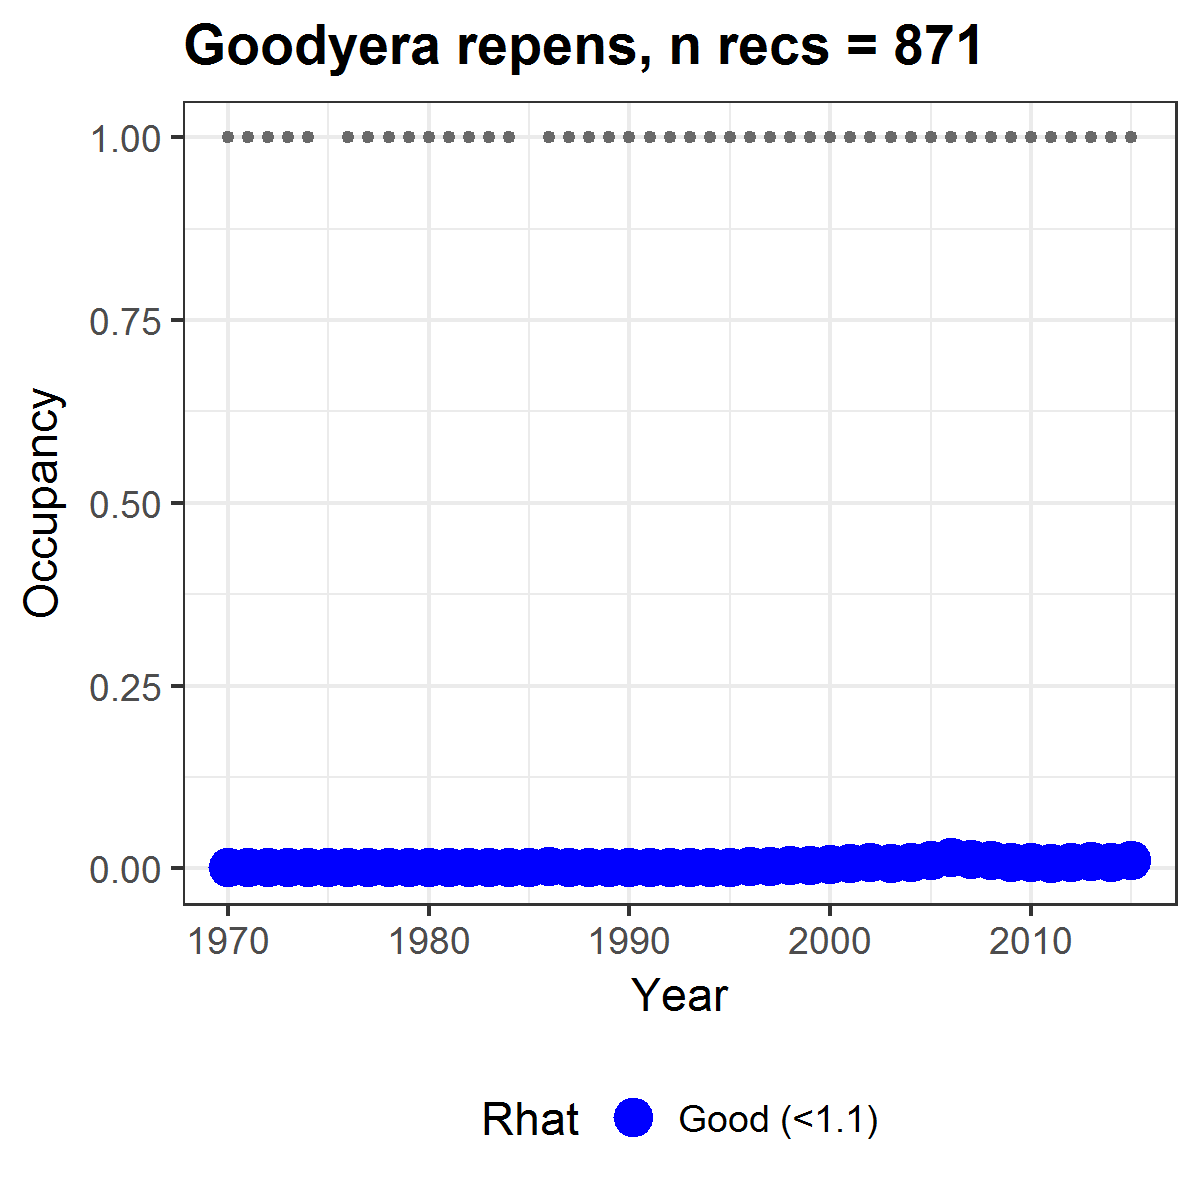 Goodyera repens, n recs = 871
1.00
0.75
0.50
0.25
0.00
Occupancy
1970 1980 1990 2000 2010
Year
Rhat Good (<1.1)